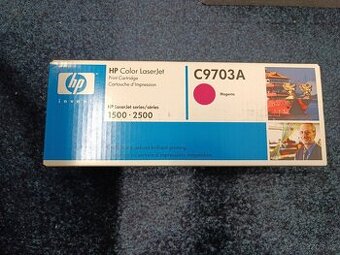 hp
invent
HP Color LaserJet
Print Cartridge
Cartouche d'impression
HP LaserJet series/séries
1500 • 2500
C9703A
Magenta